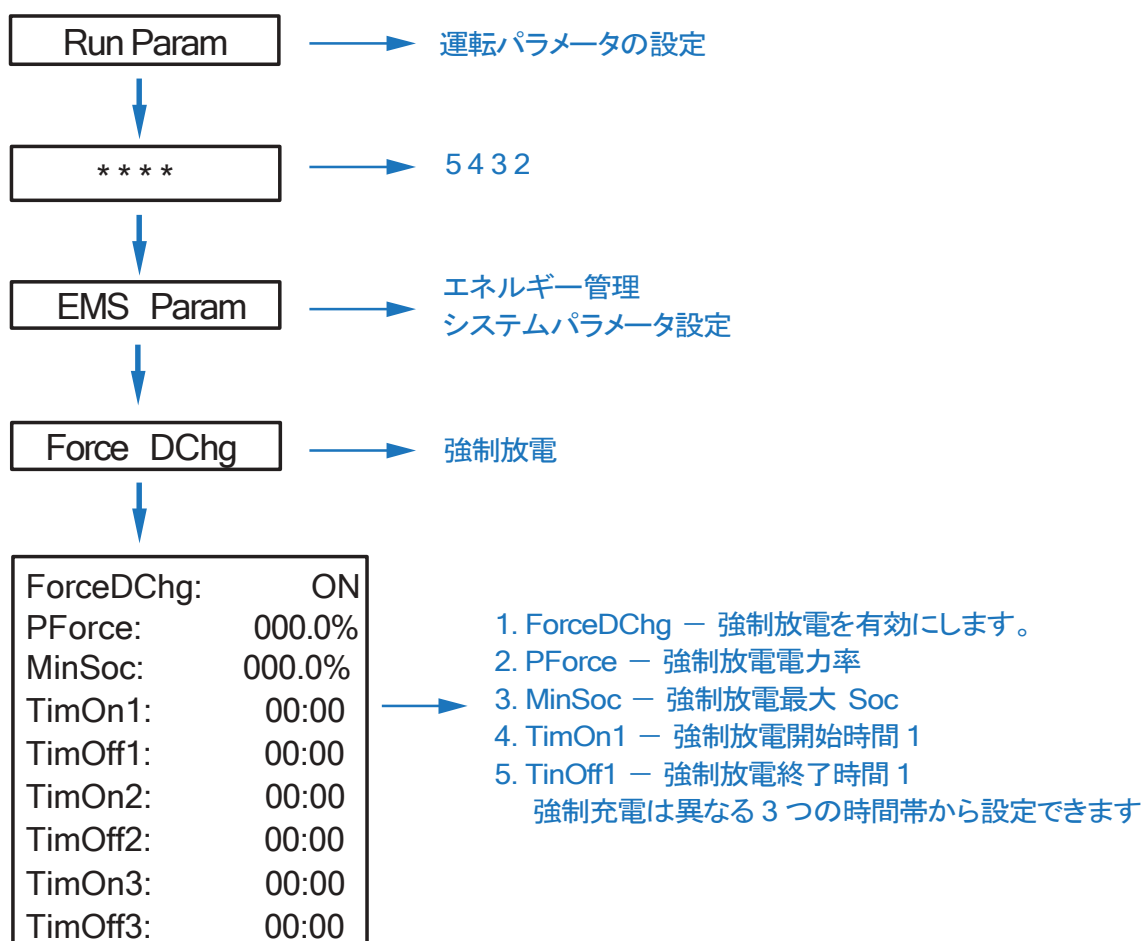 Run Param
運転パラメータの設定
****
5432
EMS Param
エネルギー管理
システムパラメータ設定
Force DChg
強制放電
ForceDChg: ON
PForce: 000.0%
MinSoc: 000.0%
TimOn1: 00:00
TimOff1: 00:00
TimOn2: 00:00
TimOff2: 00:00
TimOn3: 00:00
TimOff3: 00:00
1. ForceDChg － 強制放電を有効にします。
2. PForce － 強制放電電力率
3. MinSoc － 強制放電最大 Soc
4. TimOn1 － 強制放電開始時間 1
5. TinOff1 － 強制放電終了時間 1
強制充電は異なる 3 つの時間帯から設定できます